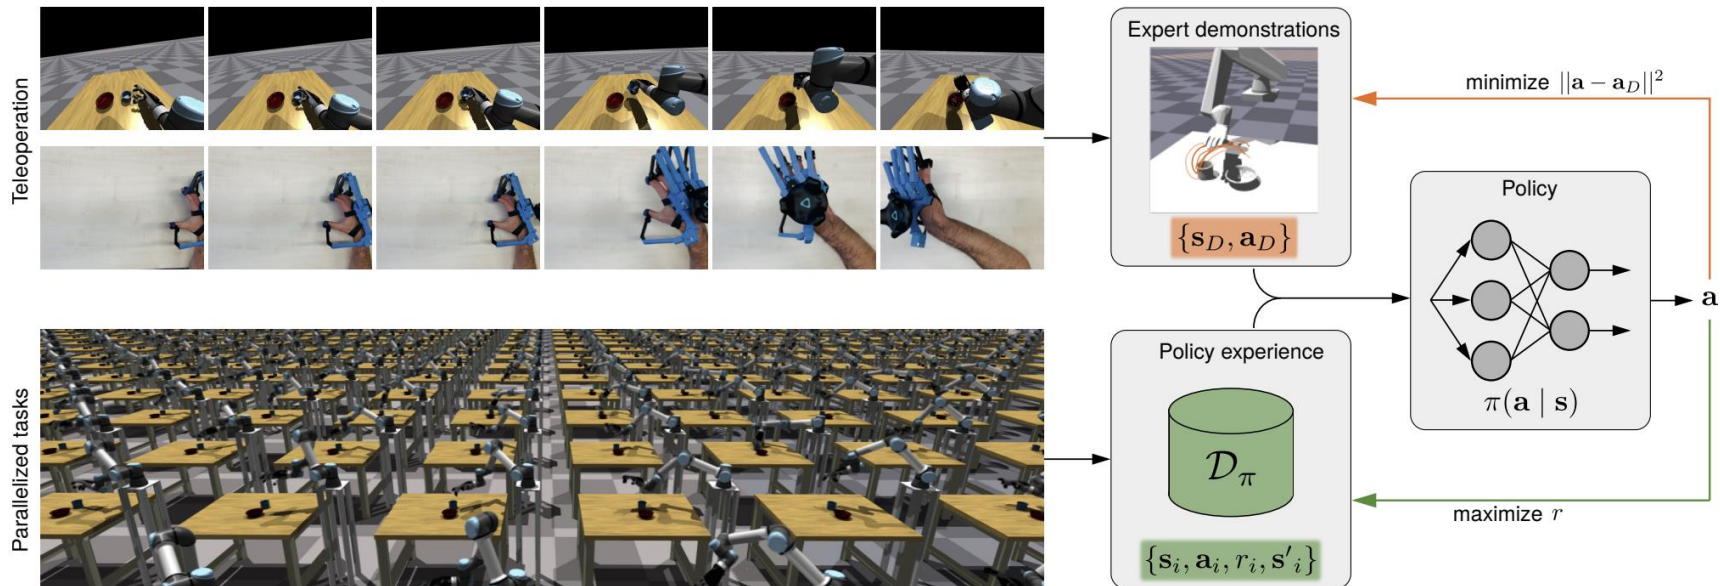 Teleoperation
Expert demonstrations
{s_D, a_D}
minimize ||a − a_D||²
Policy
π(a | s)
a
Parallelized tasks
Policy experience
𝒟_π
{s_i, a_i, r_i, s'_i}
maximize r